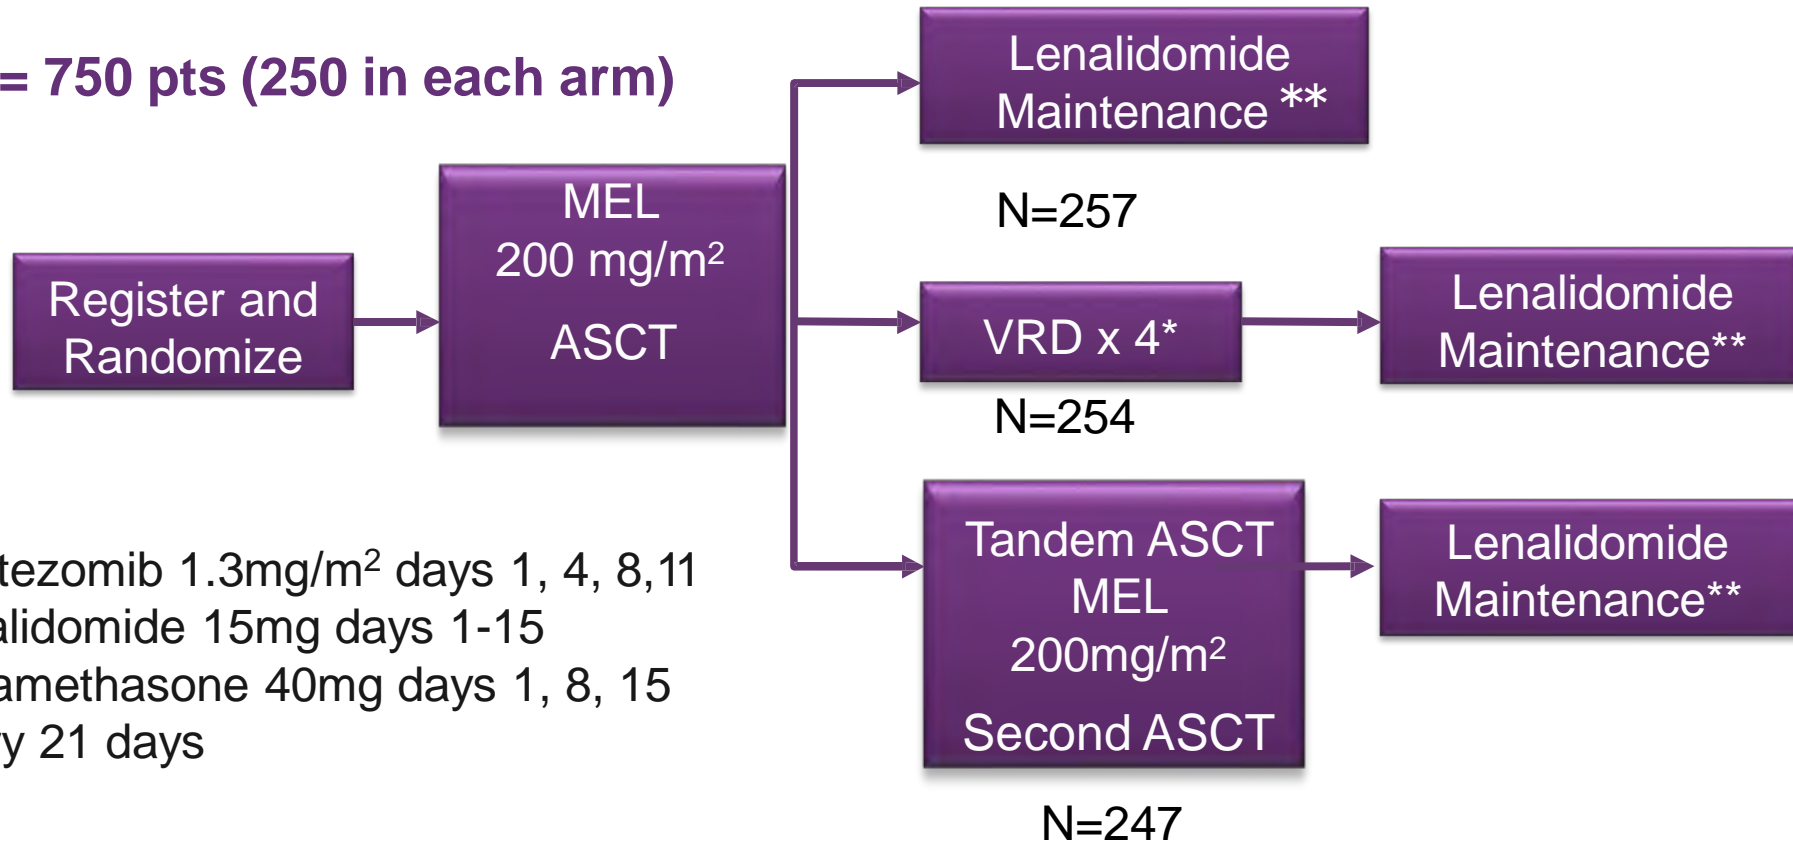 = 750 pts (250 in each arm)
Register and
Randomize
MEL
200 mg/m²
ASCT
Lenalidomide
Maintenance **
N=257
VRD x 4*
N=254
Lenalidomide
Maintenance**
Tandem ASCT
MEL
200mg/m²
Second ASCT
N=247
Lenalidomide
Maintenance**
tezomib 1.3mg/m² days 1, 4, 8,11
alidomide 15mg days 1-15
amethasone 40mg days 1, 8, 15
y 21 days